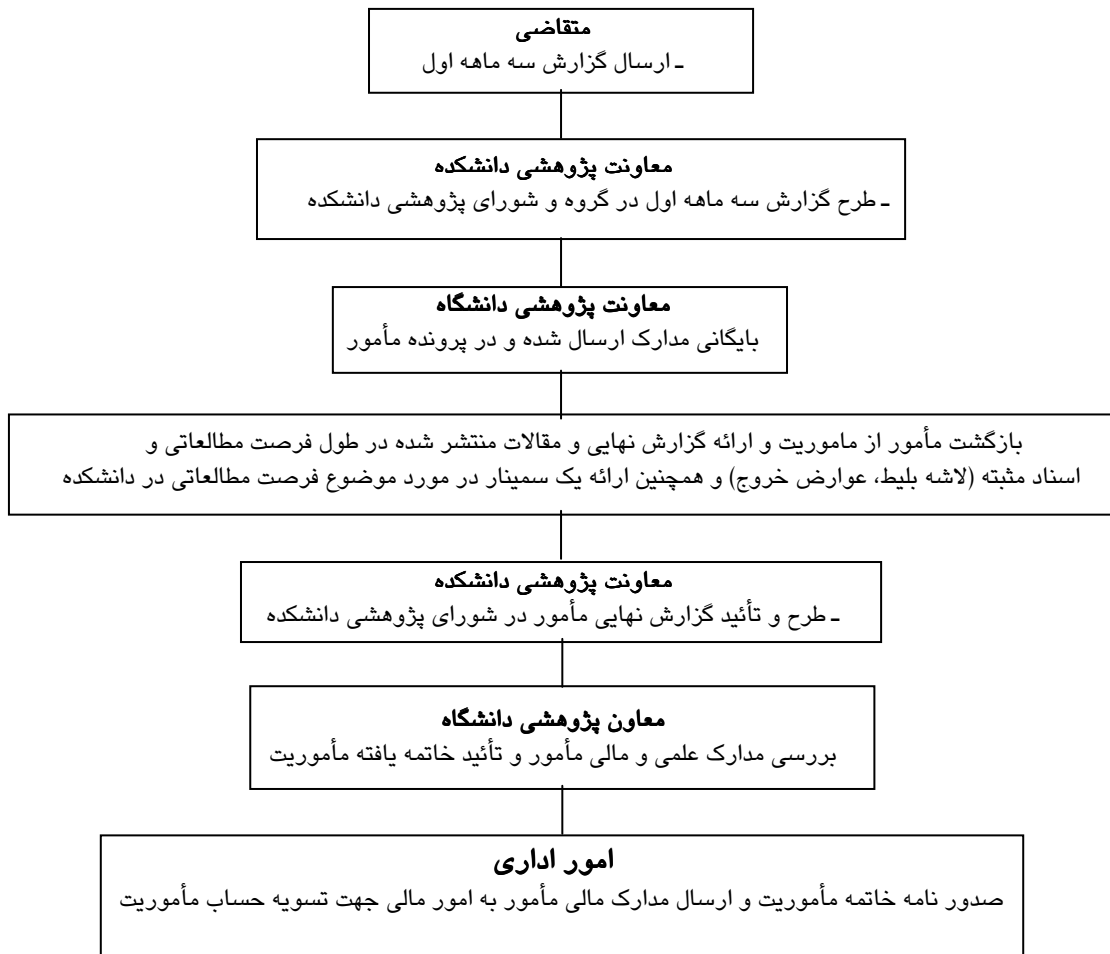 متقاضی
ـ ارسال گزارش سه ماهه اول
معاونت پژوهشی دانشکده
ـ طرح گزارش سه ماهه اول در گروه و شورای پژوهشی دانشکده
معاونت پژوهشی دانشگاه
بایگانی مدارک ارسال شده و در پرونده مأمور
بازگشت مأمور از ماموریت و ارائه گزارش نهایی و مقالات منتشر شده در طول فرصت مطالعاتی و
اسناد مثبته (لاشه بلیط، عوارض خروج) و همچنین ارائه یک سمینار در مورد موضوع فرصت مطالعاتی در دانشکده
معاونت پژوهشی دانشکده
ـ طرح و تأئید گزارش نهایی مأمور در شورای پژوهشی دانشکده
معاون پژوهشی دانشگاه
بررسی مدارک علمی و مالی مأمور و تأئید خاتمه یافته مأموریت
امور اداری
صدور نامه خاتمه مأموریت و ارسال مدارک مالی مأمور به امور مالی جهت تسویه حساب مأموریت